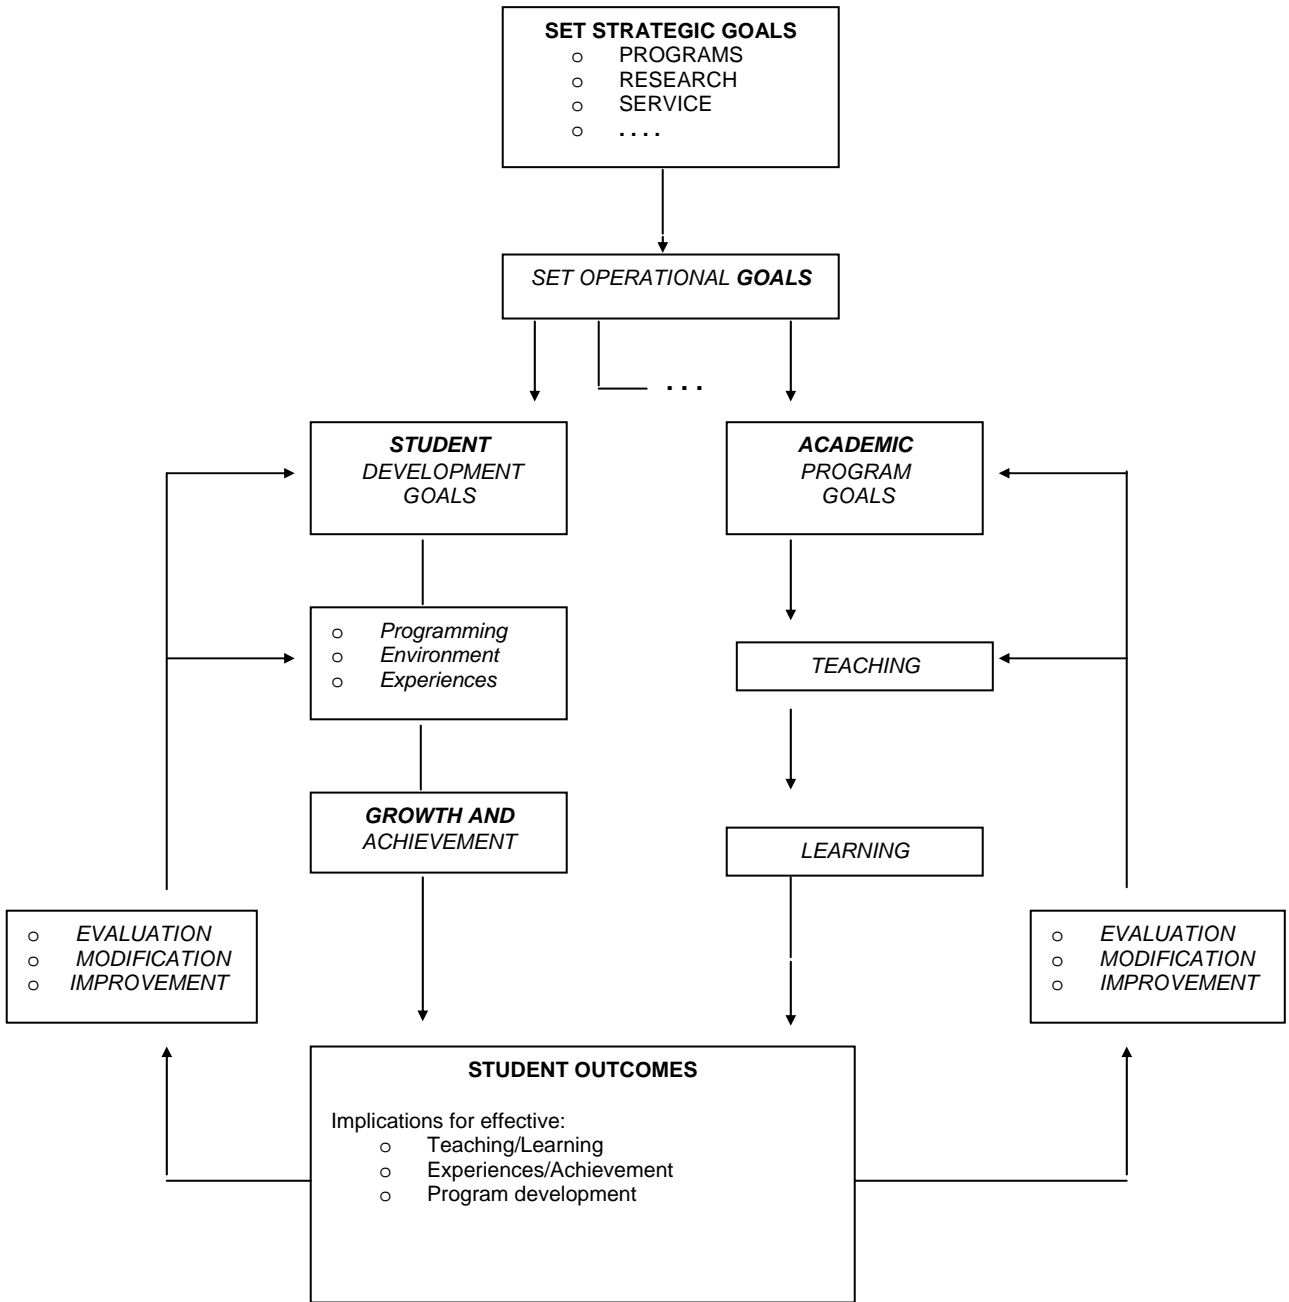 SET STRATEGIC GOALS
o PROGRAMS
o RESEARCH
o SERVICE
o . . . .
SET OPERATIONAL GOALS
. . .
STUDENT
DEVELOPMENT
GOALS
ACADEMIC
PROGRAM
GOALS
o Programming
o Environment
o Experiences
TEACHING
GROWTH AND
ACHIEVEMENT
LEARNING
o EVALUATION
o MODIFICATION
o IMPROVEMENT
o EVALUATION
o MODIFICATION
o IMPROVEMENT
STUDENT OUTCOMES
Implications for effective:
o Teaching/Learning
o Experiences/Achievement
o Program development